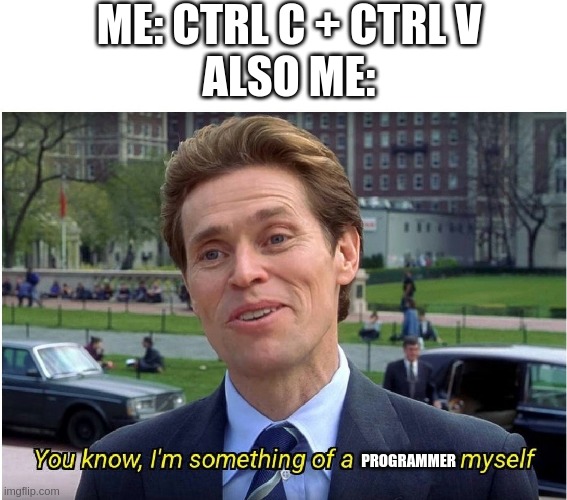 ME: CTRL C + CTRL V
ALSO ME:
You know, I'm something of a PROGRAMMER myself
imgflip.com